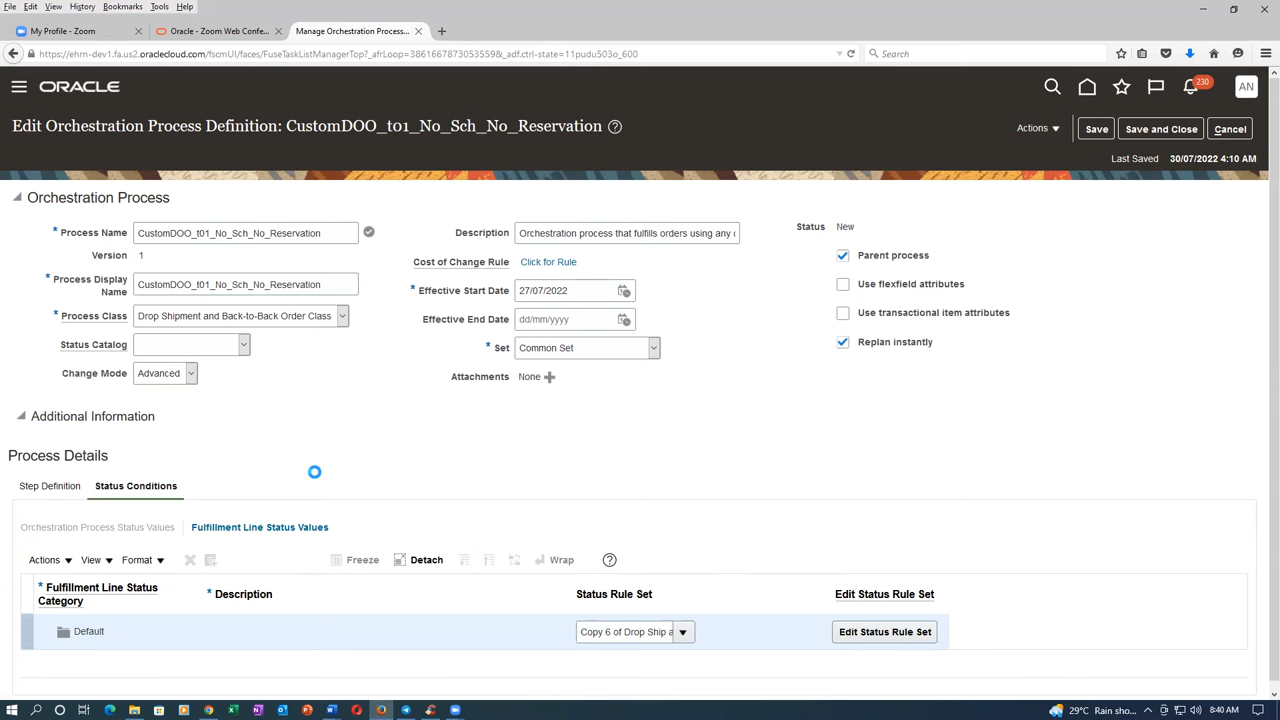 File Edit View History Bookmarks Tools Help
My Profile - Zoom × Oracle - Zoom Web Confe... × Manage Orchestration Process... × +
https://ehrn-dev1.fa.us2.oraclecloud.com/fscmUI/faces/FuseTaskListManagerTop?_afrLoop=38616678730553559&_adf.ctrl-state=11pudu503o_600 Search
ORACLE 230 AN
Edit Orchestration Process Definition: CustomDOO_t01_No_Sch_No_Reservation Actions Save Save and Close Cancel
Last Saved 30/07/2022 4:10 AM
Orchestration Process
* Process Name CustomDOO_t01_No_Sch_No_Reservation
Version 1
* Process Display Name CustomDOO_t01_No_Sch_No_Reservation
* Process Class Drop Shipment and Back-to-Back Order Class
Status Catalog
Change Mode Advanced
Description Orchestration process that fulfills orders using any
Cost of Change Rule Click for Rule
* Effective Start Date 27/07/2022
Effective End Date dd/mm/yyyy
* Set Common Set
Attachments None
Status New
Parent process
Use flexfield attributes
Use transactional item attributes
Replan instantly
Additional Information
Process Details
Step Definition Status Conditions
Orchestration Process Status Values Fulfillment Line Status Values
Actions View Format Freeze Detach Wrap
* Fulfillment Line Status Category * Description Status Rule Set Edit Status Rule Set
Default Copy 6 of Drop Ship a Edit Status Rule Set
29°C Rain sho... 8:40 AM